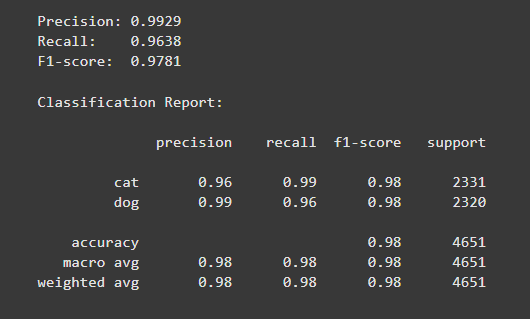 Precision: 0.9929
Recall: 0.9638
F1-score: 0.9781
Classification Report:
precision recall f1-score support
cat 0.96 0.99 0.98 2331
dog 0.99 0.96 0.98 2320
accuracy 0.98 4651
macro avg 0.98 0.98 0.98 4651
weighted avg 0.98 0.98 0.98 4651